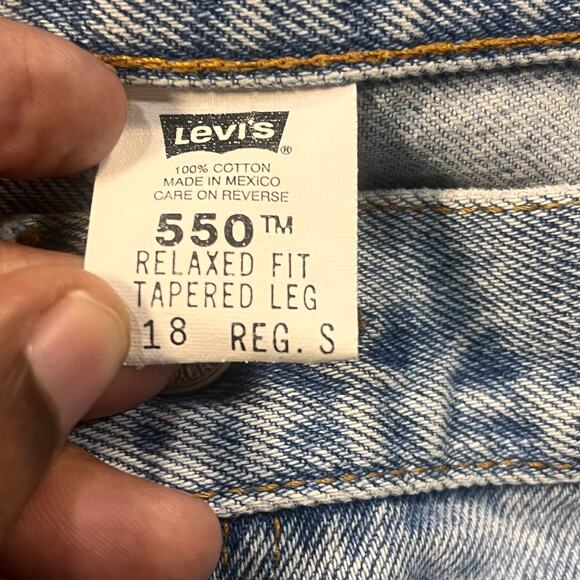 Levi's ®
100% COTTON
MADE IN MEXICO
CARE ON REVERSE
550™
RELAXED FIT
TAPERED LEG
18 REG. S